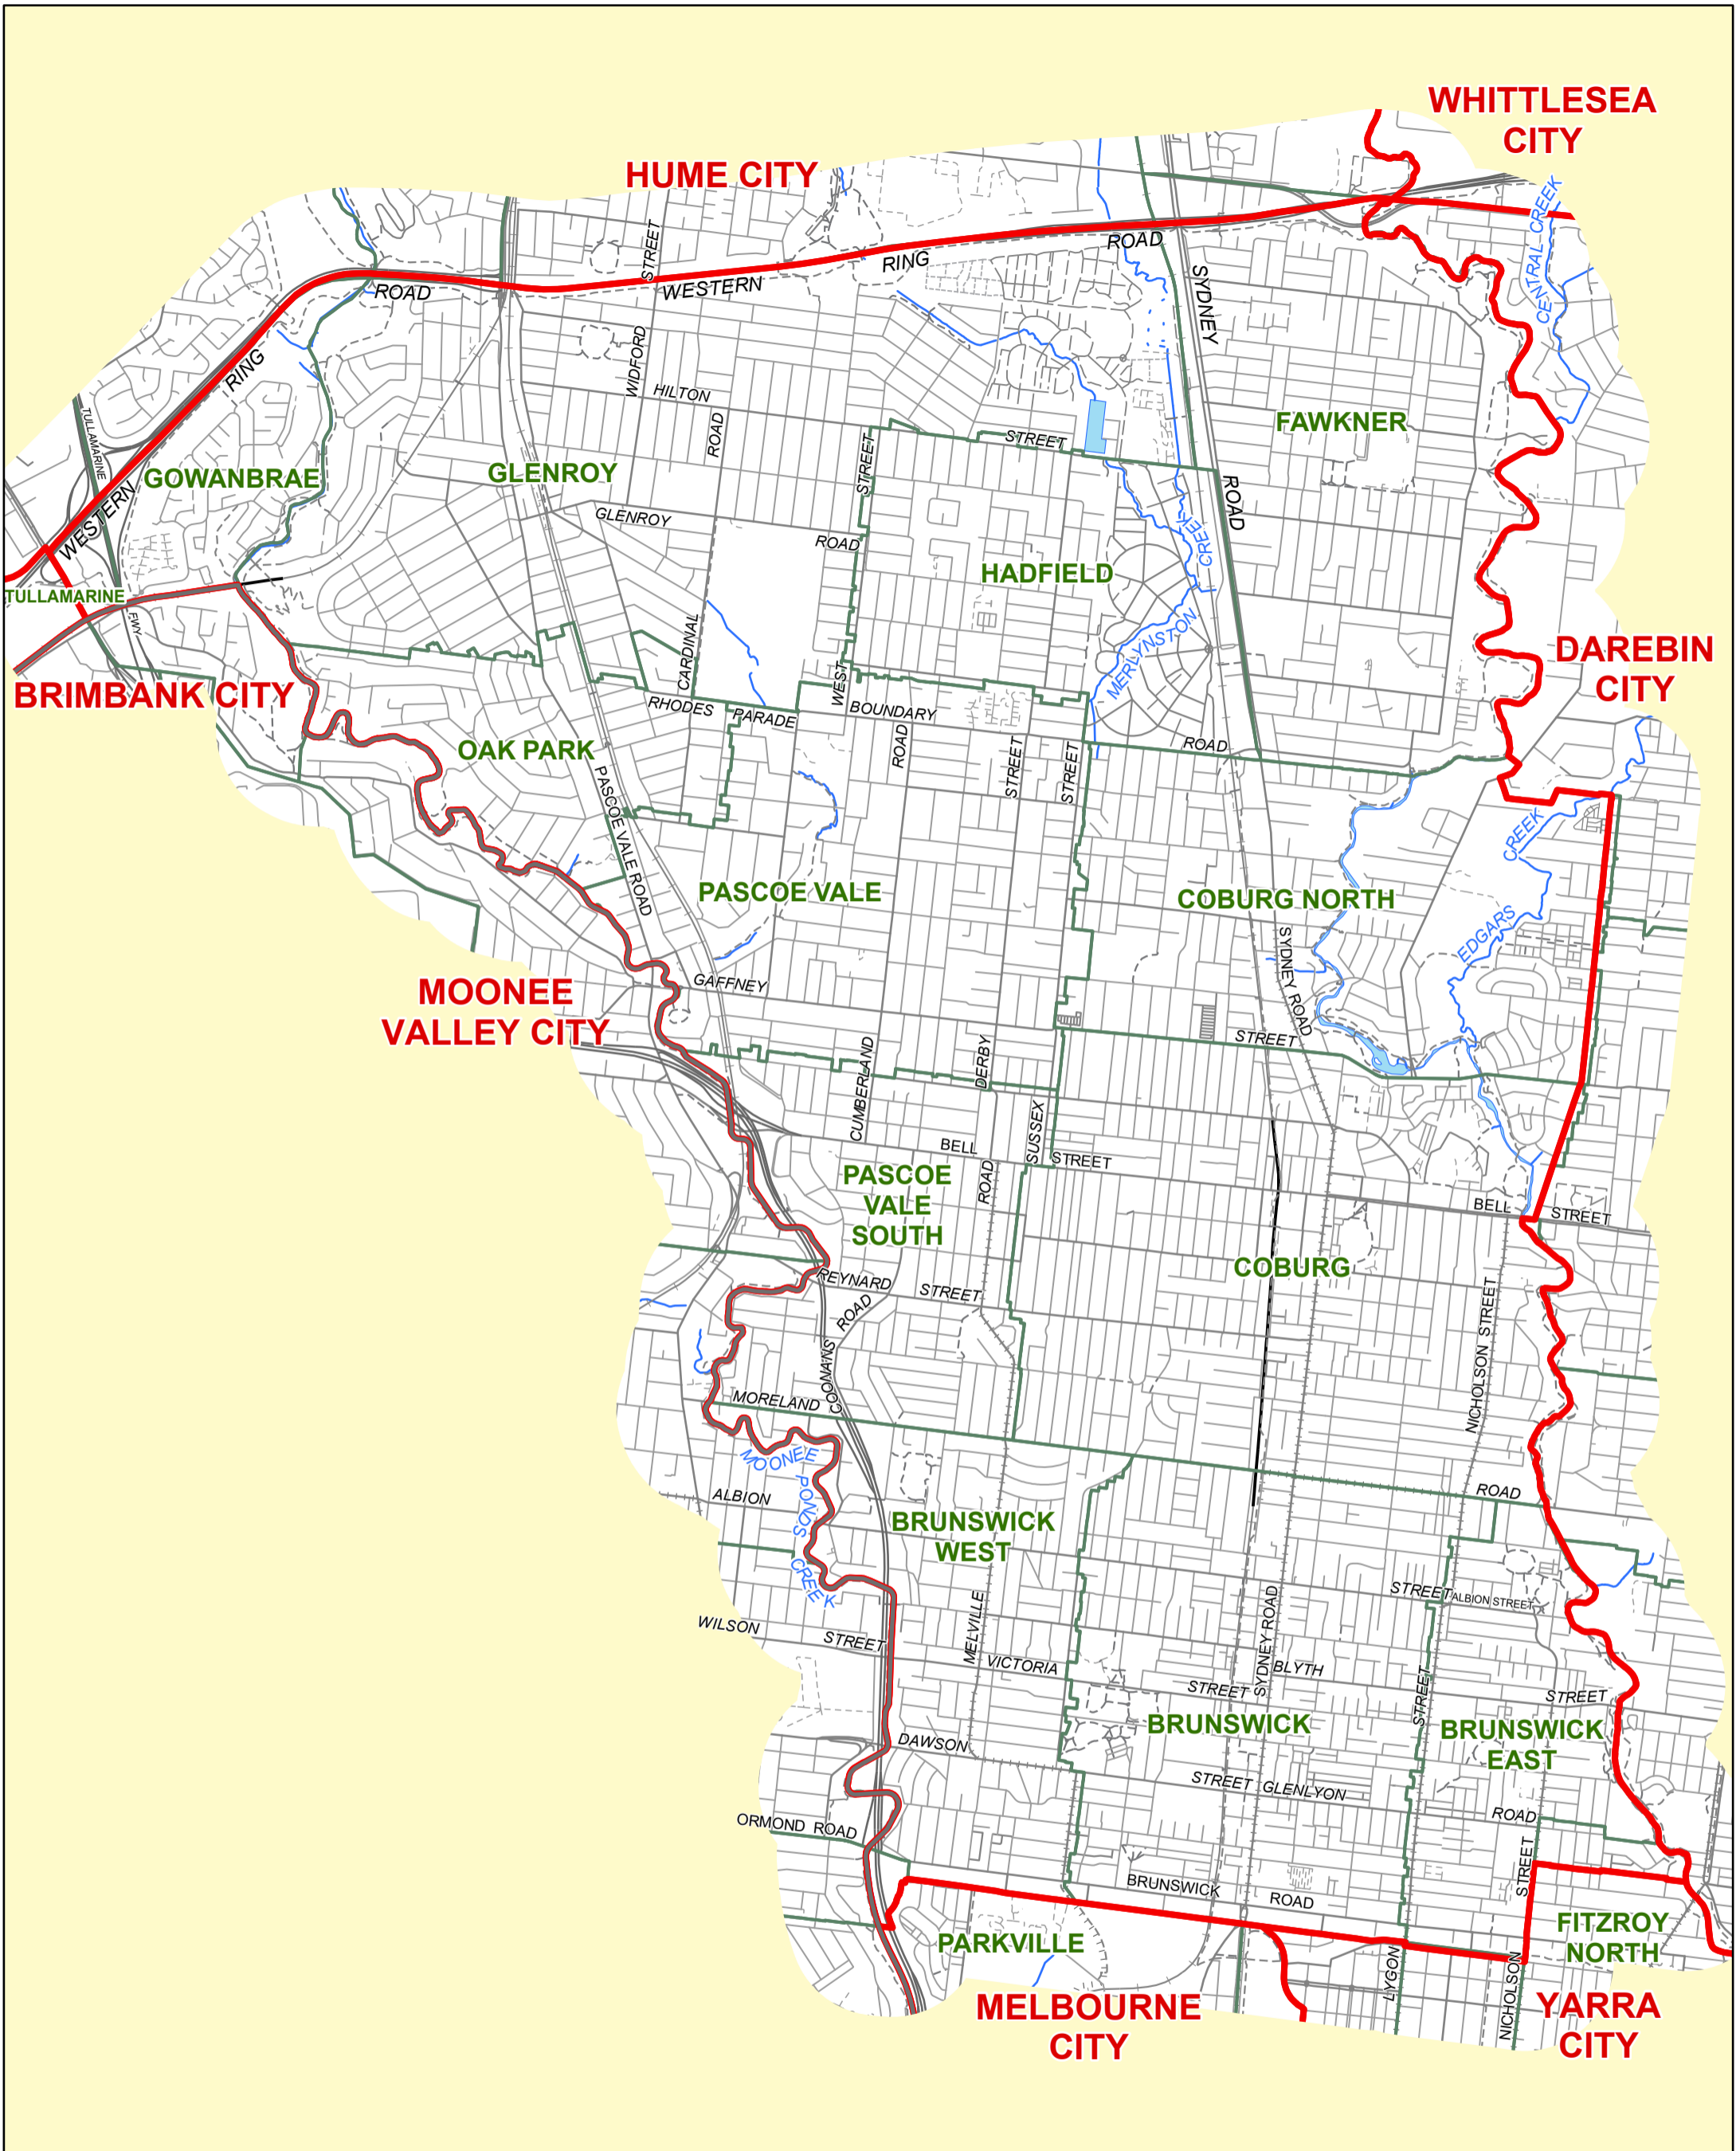 WHITTLESEA
CITY
HUME CITY
CENTRAL CREEK
STREET
ROAD
RING
WESTERN
ROAD
SYDNEY
RING
WIDFORD
HILTON
ROAD
STREET
STREET
FAWKNER
TULLAMARINE
GOWANBRAE
GLENROY
ROAD
WESTERN
GLENROY
ROAD
CREEK
HADFIELD
TULLAMARINE
FWY
CARDINAL
MERLYNSTON
DAREBIN
CITY
BRIMBANK CITY
WEST
RHODES
PARADE
BOUNDARY
ROAD
ROAD
STREET
STREET
OAK PARK
PASCOE VALE ROAD
CREEK
PASCOE VALE
COBURG NORTH
EDGARS
SYDNEY ROAD
GAFFNEY
MOONEE
VALLEY CITY
STREET
CUMBERLAND
DERBY
SUSSEX
BELL
STREET
ROAD
PASCOE
VALE
SOUTH
BELL
STREET
COBURG
REYNARD
STREET
ROAD
COONANS
NICHOLSON STREET
MORELAND
MOONEE
PONDS
CREEK
ALBION
ROAD
BRUNSWICK
WEST
STREET
ALBION STREET
WILSON
STREET
MELVILLE
VICTORIA
SYDNEY ROAD
BLYTH
STREET
STREET
STREET
BRUNSWICK
BRUNSWICK
EAST
DAWSON
STREET
GLENLYON
ROAD
ORMOND ROAD
STREET
BRUNSWICK
ROAD
PARKVILLE
FITZROY
NORTH
LYGON
NICHOLSON
MELBOURNE
CITY
YARRA
CITY